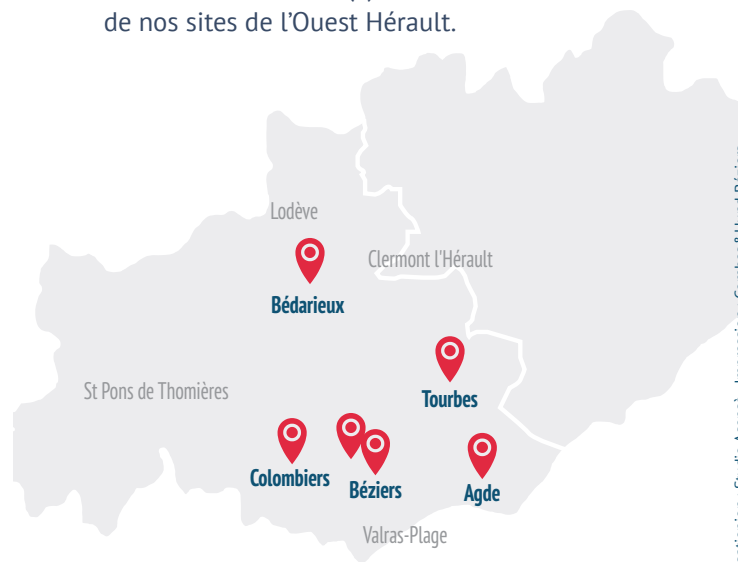 de nos sites de l’Ouest Hérault.
Lodève
Clermont l'Hérault
Bédarieux
St Pons de Thomières
Tourbes
Colombiers
Béziers
Agde
Valras-Plage